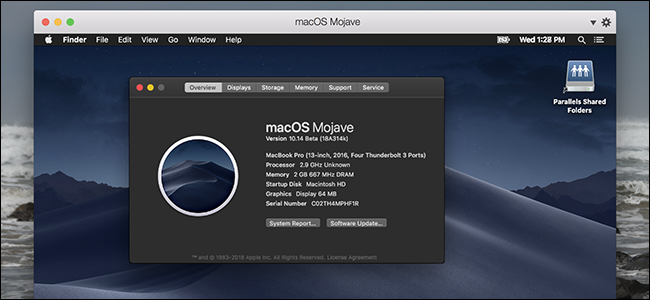 macOS Mojave
Finder File Edit View Go Window Help Wed 1:28 PM
Overview Displays Storage Memory Support Service
macOS Mojave
Version 10.14 Beta (18A314k)
MacBook Pro (13-inch, 2016, Four Thunderbolt 3 Ports)
Processor 2.9 GHz Unknown
Memory 2 GB 667 MHz DRAM
Startup Disk Macintosh HD
Graphics Display 64 MB
Serial Number C02TH4MPHF1R
System Report... Software Update...
™ and © 1983-2018 Apple Inc. All Rights Reserved. License Agreement
Parallels Shared
Folders